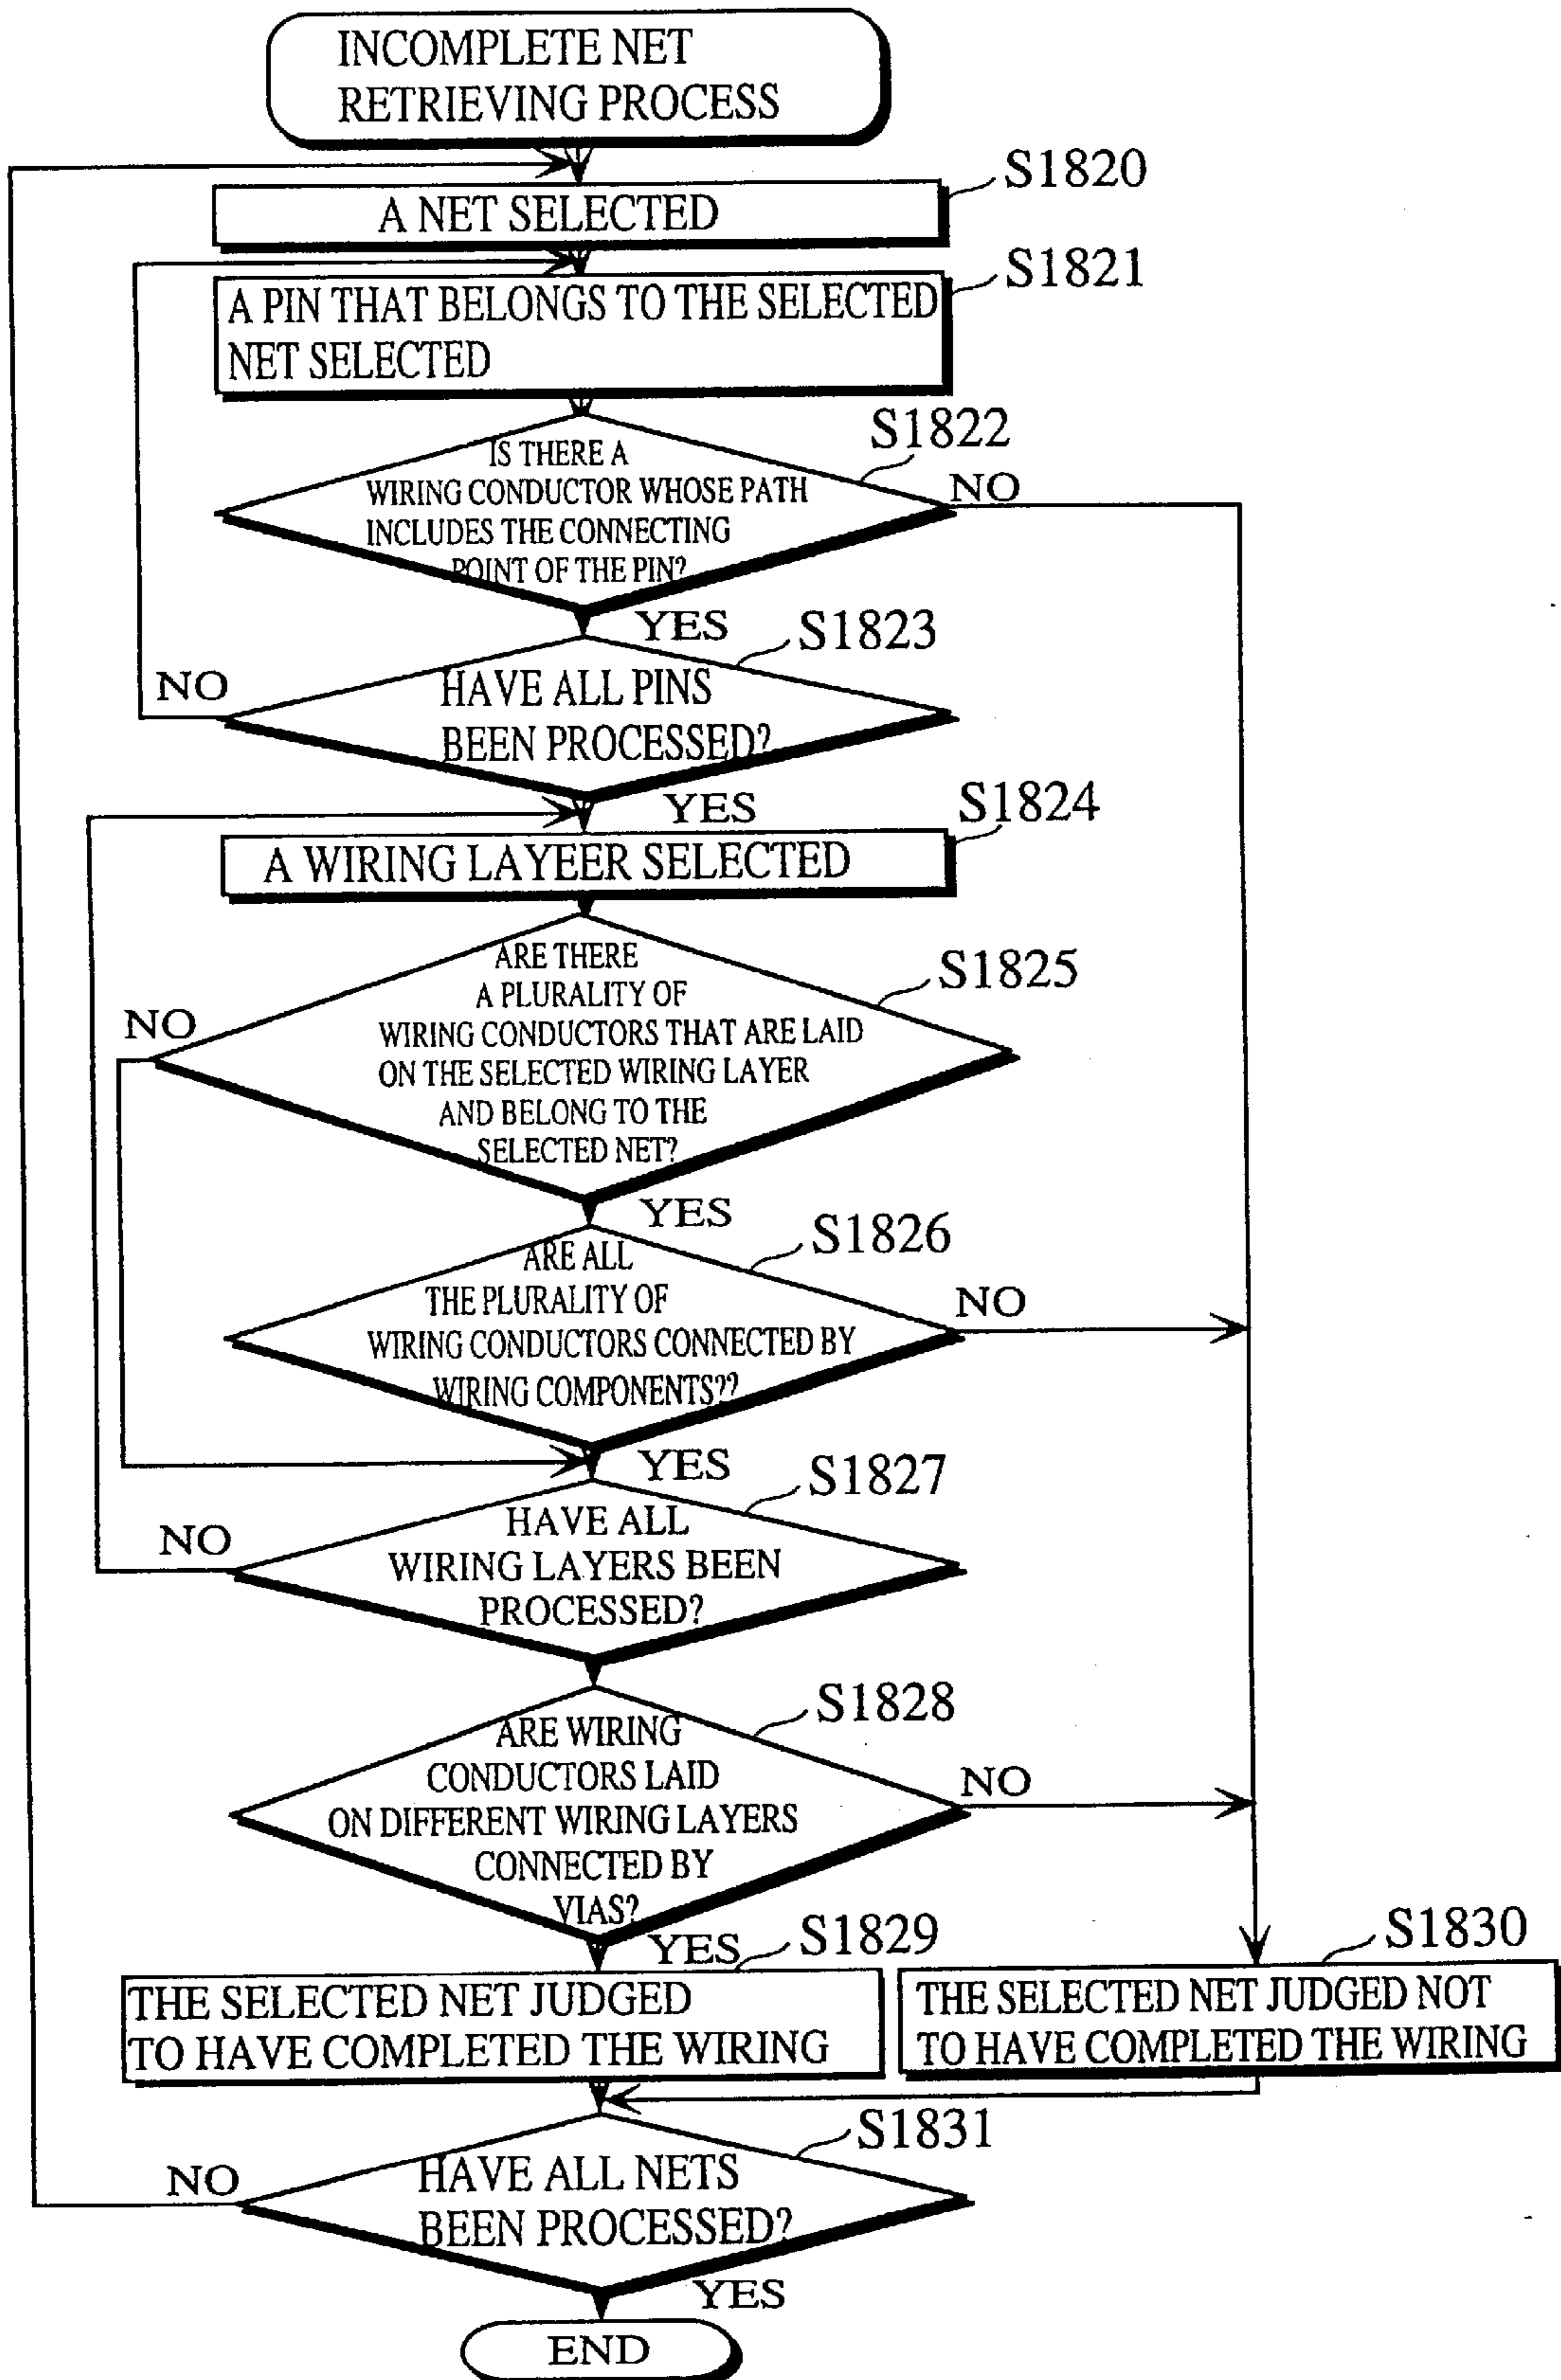 INCOMPLETE NET
RETRIEVING PROCESS
S1820
A NET SELECTED
S1821
A PIN THAT BELONGS TO THE SELECTED
NET SELECTED
S1822
IS THERE A
WIRING CONDUCTOR WHOSE PATH
INCLUDES THE CONNECTING
POINT OF THE PIN?
NO
YES
S1823
NO
HAVE ALL PINS
BEEN PROCESSED?
YES
S1824
A WIRING LAYEER SELECTED
S1825
NO
ARE THERE
A PLURALITY OF
WIRING CONDUCTORS THAT ARE LAID
ON THE SELECTED WIRING LAYER
AND BELONG TO THE
SELECTED NET?
YES
S1826
ARE ALL
THE PLURALITY OF
WIRING CONDUCTORS CONNECTED BY
WIRING COMPONENTS??
NO
YES
S1827
NO
HAVE ALL
WIRING LAYERS BEEN
PROCESSED?
S1828
ARE WIRING
CONDUCTORS LAID
ON DIFFERENT WIRING LAYERS
CONNECTED BY
VIAS?
NO
YES
S1829
THE SELECTED NET JUDGED
TO HAVE COMPLETED THE WIRING
S1830
THE SELECTED NET JUDGED NOT
TO HAVE COMPLETED THE WIRING
S1831
NO
HAVE ALL NETS
BEEN PROCESSED?
YES
END